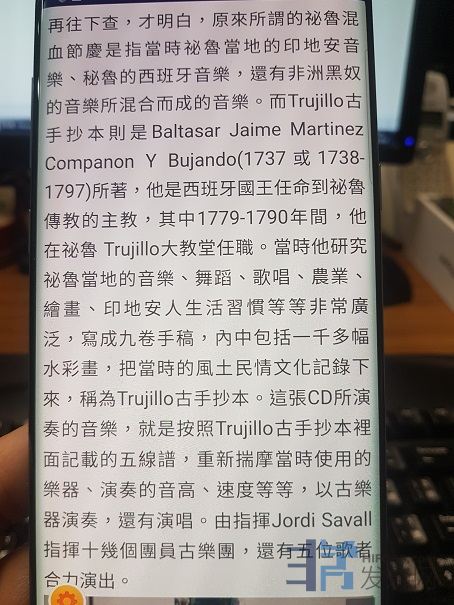 再往下查，才明白，原來所謂的祕魯混
血節慶是指當時祕魯當地的印地安音
樂、秘魯的西班牙音樂，還有非洲黑奴
的音樂所混合而成的音樂。而Trujillo古
手抄本則是Baltasar Jaime Martinez
Companon Y Bujando(1737 或 1738-
1797)所著，他是西班牙國王任命到祕魯
傳教的主教，其中1779-1790年間，他
在祕魯 Trujillo大教堂任職。當時他研究
祕魯當地的音樂、舞蹈、歌唱、農業、
繪畫、印地安人生活習慣等等非常廣
泛，寫成九卷手稿，內中包括一千多幅
水彩畫，把當時的風土民情文化記錄下
來，稱為Trujillo古手抄本。這張CD所演
奏的音樂，就是按照Trujillo古手抄本裡
面記載的五線譜，重新揣摩當時使用的
樂器、演奏的音高、速度等等，以古樂
器演奏，還有演唱。由指揮Jordi Savall
指揮十幾個團員古樂團，還有五位歌者
合力演出。